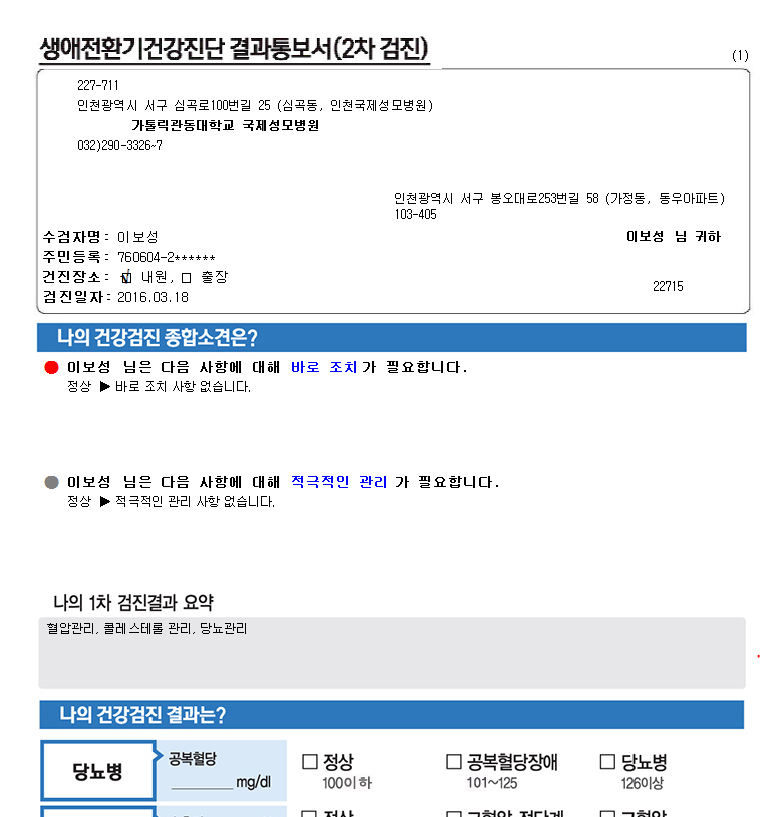 생애전환기건강진단 결과통보서(2차 검진)
(1)
227-711
인천광역시 서구 심곡로100번길 25 (심곡동, 인천국제성모병원)
가톨릭관동대학교 국제성모병원
032)290-3326~7
인천광역시 서구 봉오대로253번길 58 (가정동, 동우아파트)
103-405
수검자명: 이보성
이보성 님 귀하
주민등록: 760604-2******
건진장소: ☑ 내원, □ 출장
22715
검진일자: 2016.03.18
나의 건강검진 종합소견은?
● 이보성 님은 다음 사항에 대해 바로 조치가 필요합니다.
정상 ▶ 바로 조치 사항 없습니다.
● 이보성 님은 다음 사항에 대해 적극적인 관리 가 필요합니다.
정상 ▶ 적극적인 관리 사항 없습니다.
나의 1차 검진결과 요약
혈압관리, 콜레스테롤 관리, 당뇨관리
나의 건강검진 결과는?
당뇨병
공복혈당
______ mg/dl
□ 정상 □ 공복혈당장애 □ 당뇨병
100이하 101~125 126이상